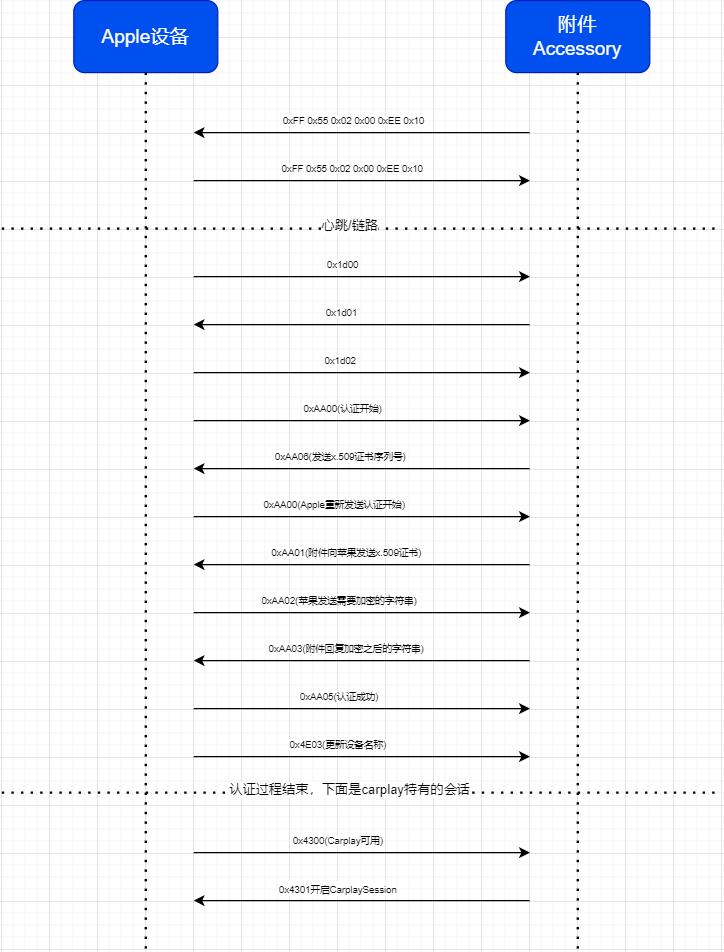 Apple设备
附件
Accessory
0xFF 0x55 0x02 0x00 0xEE 0x10
0xFF 0x55 0x02 0x00 0xEE 0x10
心跳/链路
0x1d00
0x1d01
0x1d02
0xAA00(认证开始)
0xAA06(发送x.509证书序列号)
0xAA00(Apple重新发送认证开始)
0xAA01(附件向苹果发送x.509证书)
0xAA02(苹果发送需要加密的字符串)
0xAA03(附件回复加密之后的字符串)
0xAA05(认证成功)
0x4E03(更新设备名称)
认证过程结束，下面是carplay特有的会话
0x4300(Carplay可用)
0x4301开启CarplaySession